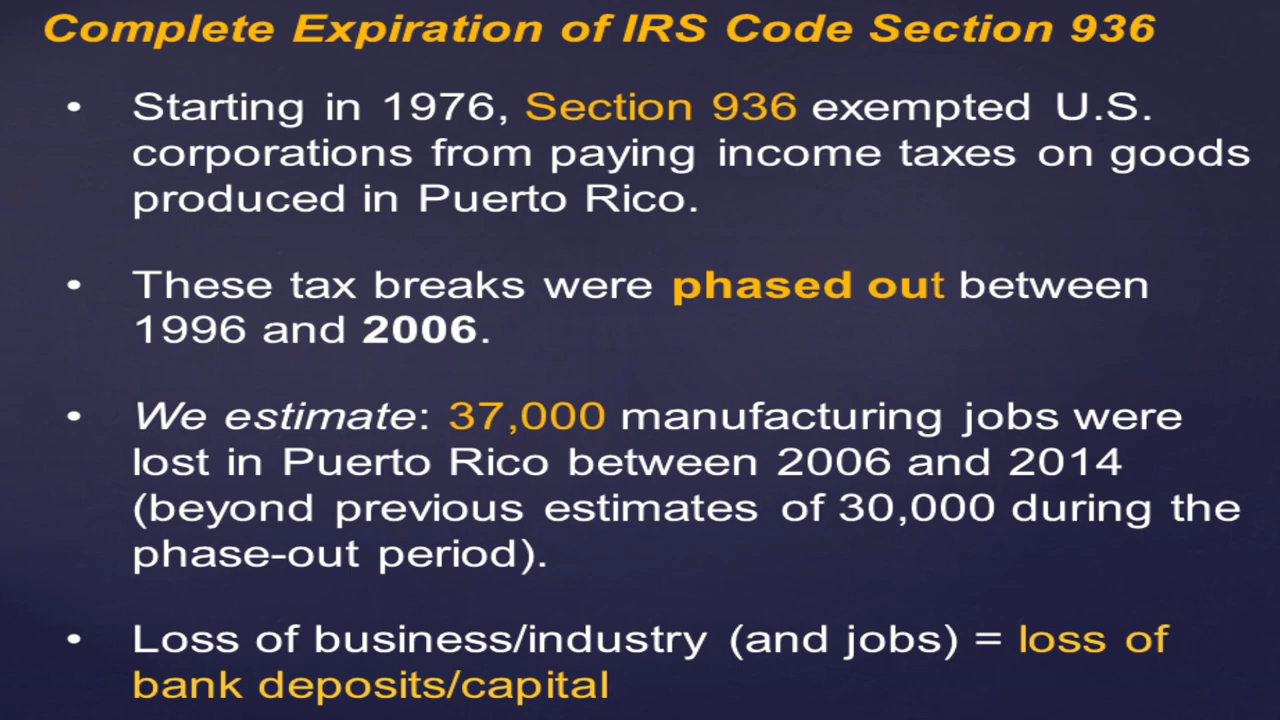 Complete Expiration of IRS Code Section 936
• Starting in 1976, Section 936 exempted U.S.
corporations from paying income taxes on goods
produced in Puerto Rico.
• These tax breaks were phased out between
1996 and 2006.
• We estimate: 37,000 manufacturing jobs were
lost in Puerto Rico between 2006 and 2014
(beyond previous estimates of 30,000 during the
phase-out period).
• Loss of business/industry (and jobs) = loss of
bank deposits/capital